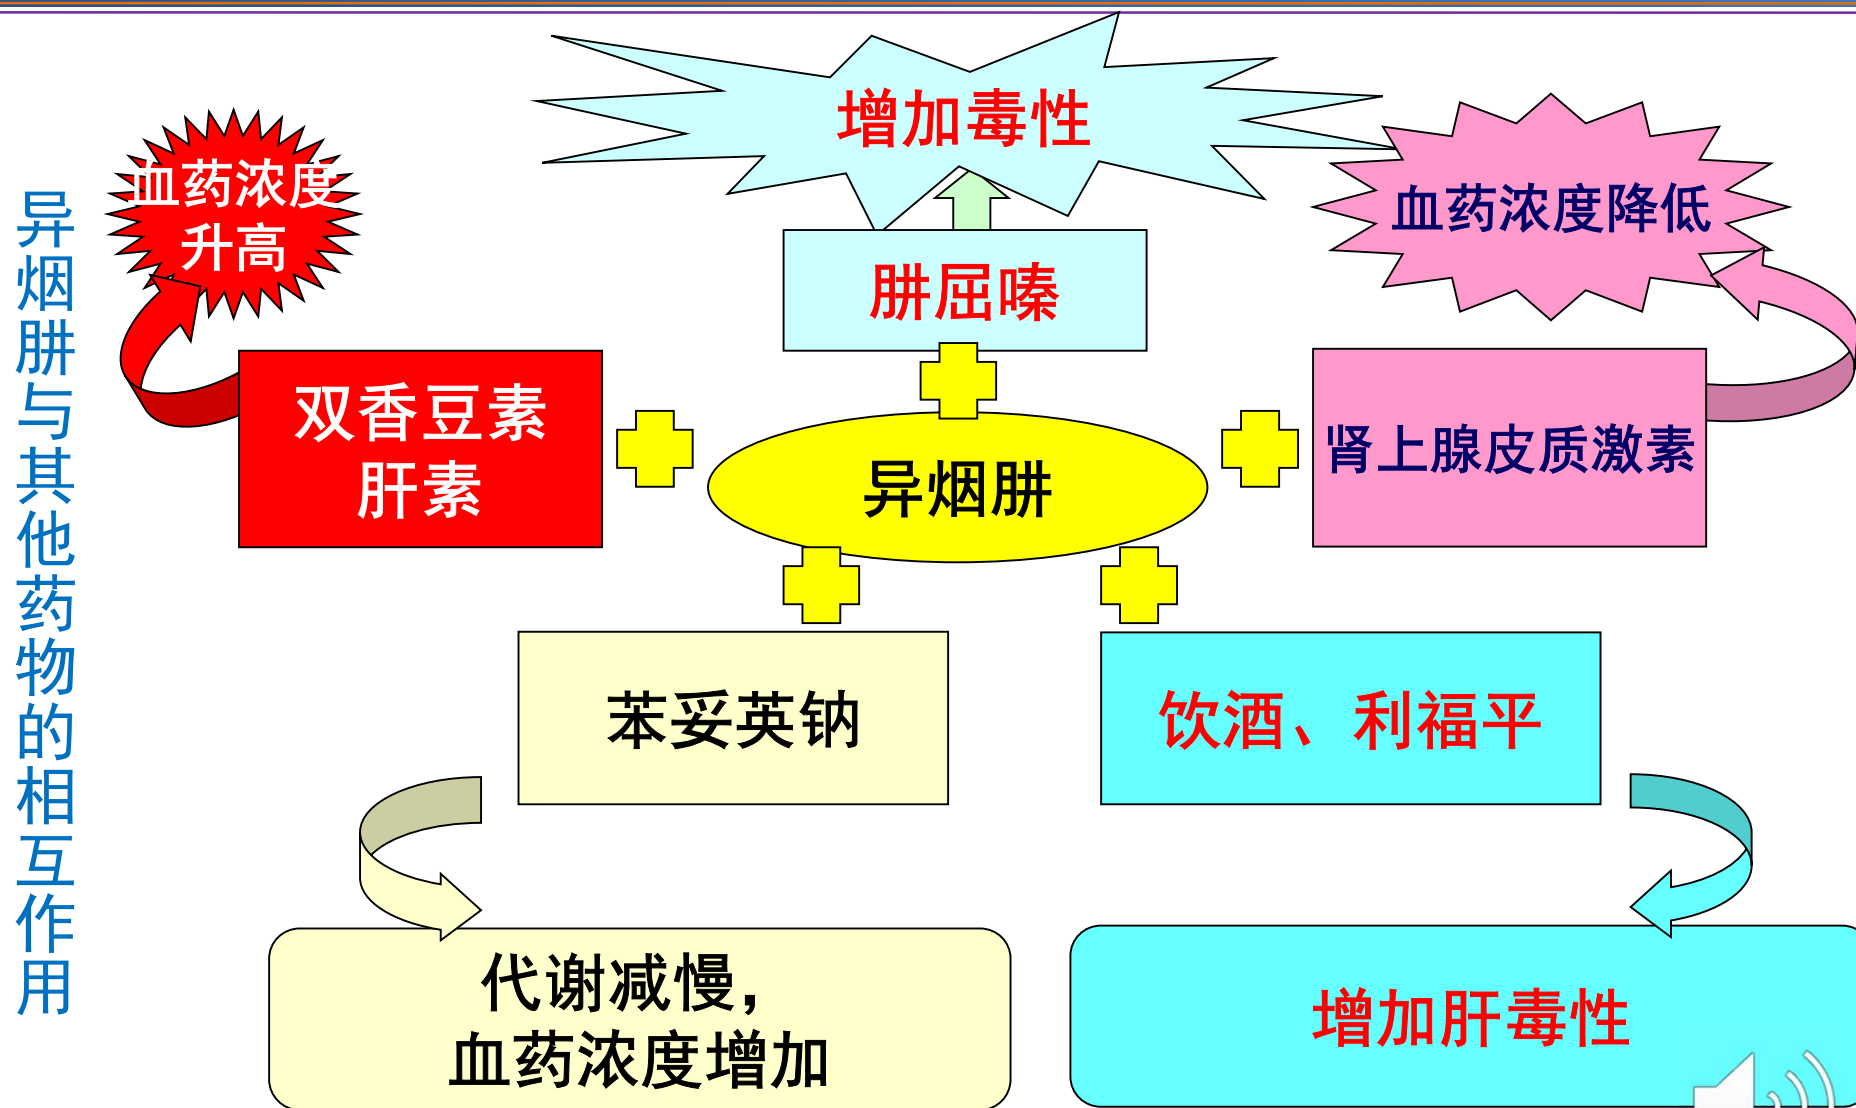 异烟肼与其他药物的相互作用
增加毒性
血药浓度
升高
血药浓度降低
肼屈嗪
双香豆素
肝素
异烟肼
肾上腺皮质激素
苯妥英钠
饮酒、利福平
代谢减慢，
血药浓度增加
增加肝毒性